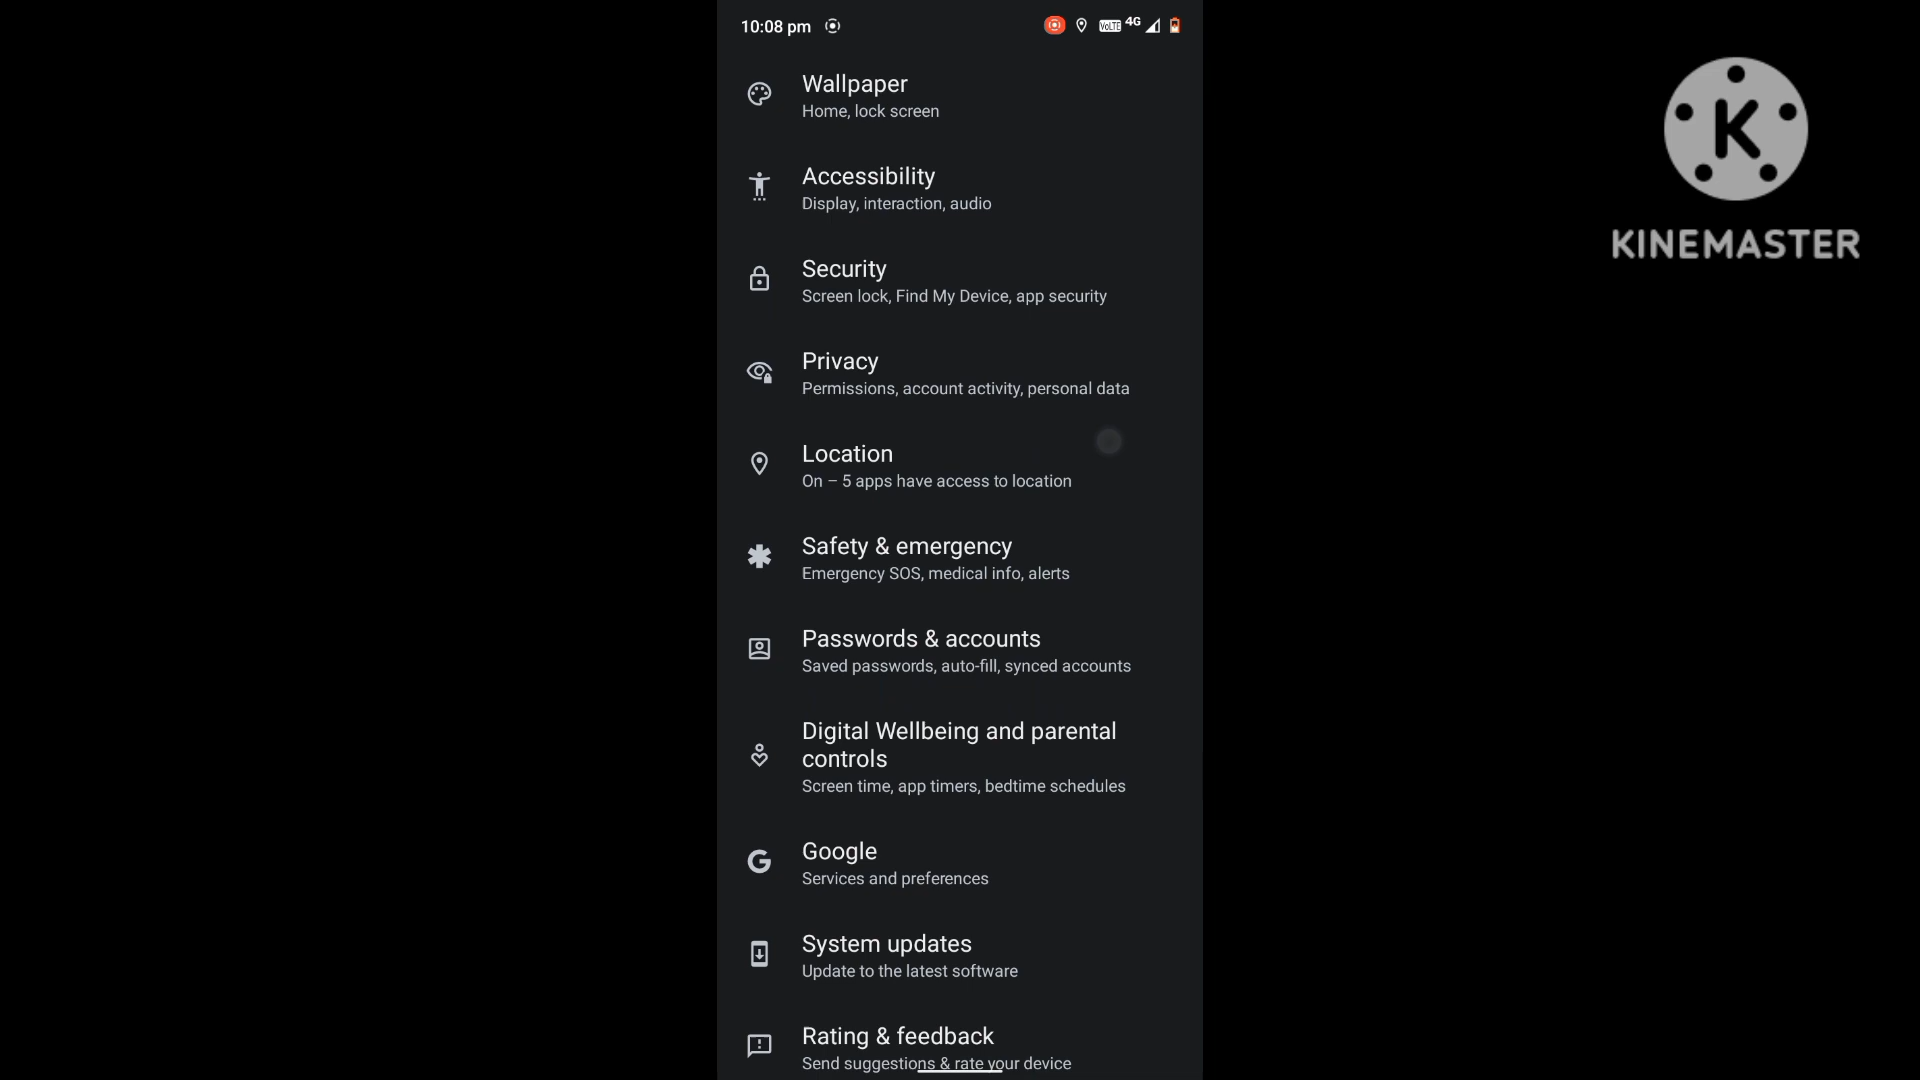 10:08 pm
VoLTE 4G
Wallpaper
Home, lock screen
K
KINEMASTER
Accessibility
Display, interaction, audio
Security
Screen lock, Find My Device, app security
Privacy
Permissions, account activity, personal data
Location
On – 5 apps have access to location
Safety & emergency
Emergency SOS, medical info, alerts
Passwords & accounts
Saved passwords, auto-fill, synced accounts
Digital Wellbeing and parental
controls
Screen time, app timers, bedtime schedules
G
Google
Services and preferences
System updates
Update to the latest software
Rating & feedback
Send suggestions & rate your device